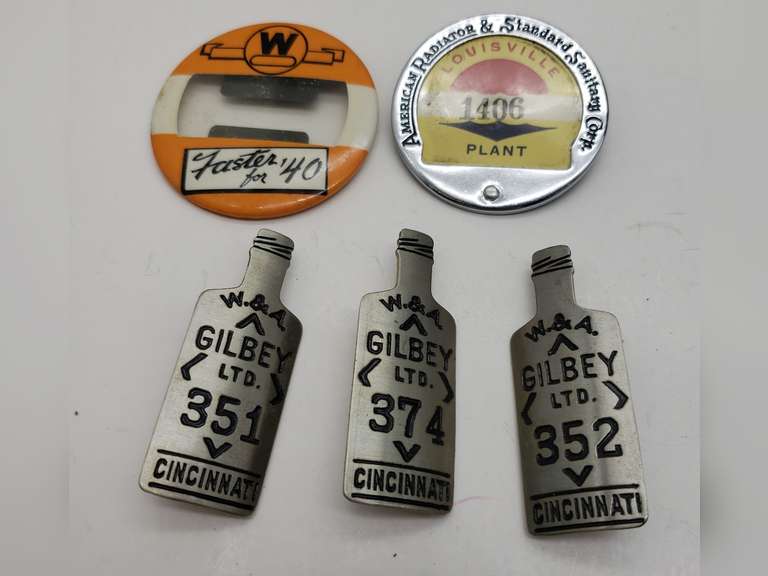 W
Faster,
for '40
AMERICAN RADIATOR & STANDARD SANITARY CORP.
LOUISVILLE
1406
PLANT
W.&A.
GILBEY
LTD.
351
CINCINNATI
W.&A.
GILBEY
LTD.
374
CINCINNATI
W.&A.
GILBEY
LTD.
352
CINCINNATI